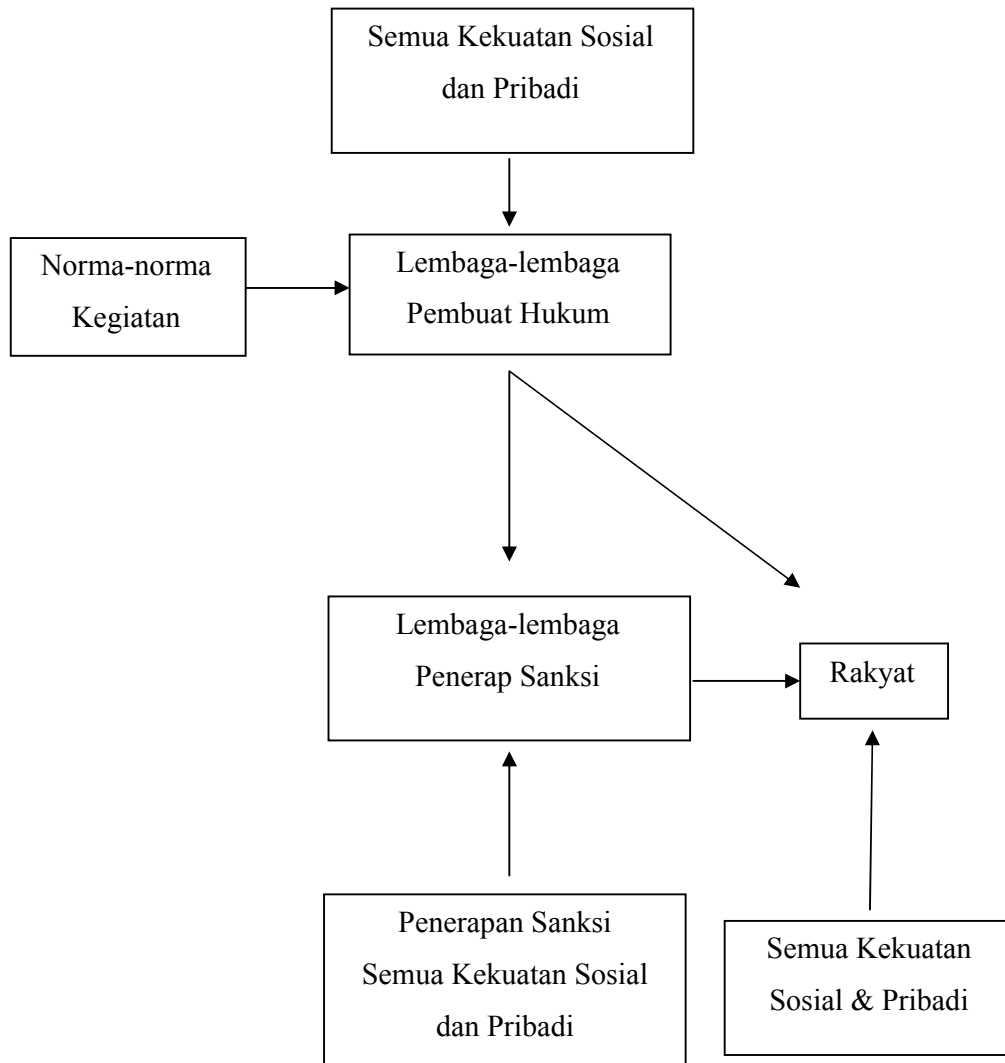 Semua Kekuatan Sosial
dan Pribadi
Norma-norma
Kegiatan
Lembaga-lembaga
Pembuat Hukum
Lembaga-lembaga
Penerap Sanksi
Rakyat
Penerapan Sanksi
Semua Kekuatan Sosial
dan Pribadi
Semua Kekuatan
Sosial & Pribadi